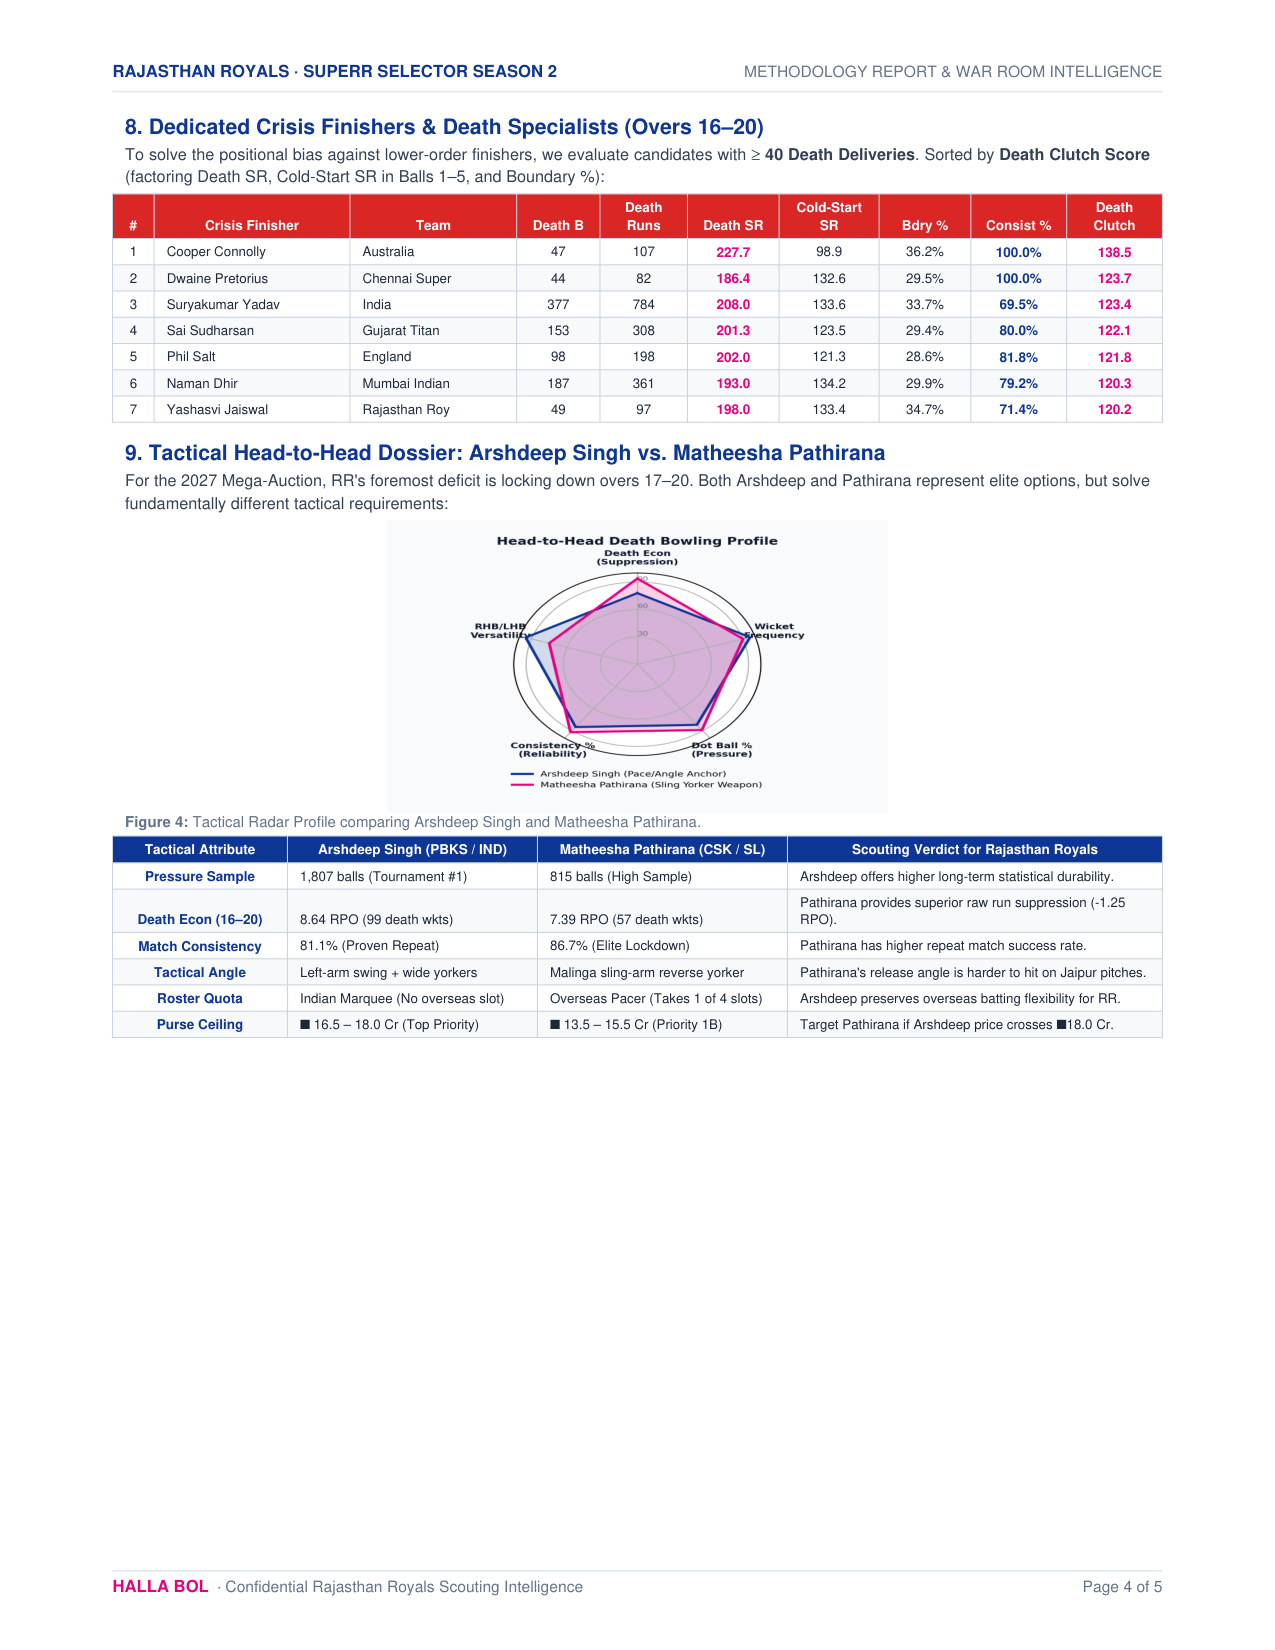 RAJASTHAN ROYALS · SUPERR SELECTOR SEASON 2 METHODOLOGY REPORT & WAR ROOM INTELLIGENCE
8. Dedicated Crisis Finishers & Death Specialists (Overs 16–20)
To solve the positional bias against lower-order finishers, we evaluate candidates with ≥ 40 Death Deliveries. Sorted by Death Clutch Score
(factoring Death SR, Cold-Start SR in Balls 1–5, and Boundary %):
# Crisis Finisher Team Death B Death Runs Death SR Cold-Start SR Bdry % Consist % Death Clutch
1 Cooper Connolly Australia 47 107 227.7 98.9 36.2% 100.0% 138.5
2 Dwaine Pretorius Chennai Super 44 82 186.4 132.6 29.5% 100.0% 123.7
3 Suryakumar Yadav India 377 784 208.0 133.6 33.7% 69.5% 123.4
4 Sai Sudharsan Gujarat Titan 153 308 201.3 123.5 29.4% 80.0% 122.1
5 Phil Salt England 98 198 202.0 121.3 28.6% 81.8% 121.8
6 Naman Dhir Mumbai Indian 187 361 193.0 134.2 29.9% 79.2% 120.3
7 Yashasvi Jaiswal Rajasthan Roy 49 97 198.0 133.4 34.7% 71.4% 120.2
9. Tactical Head-to-Head Dossier: Arshdeep Singh vs. Matheesha Pathirana
For the 2027 Mega-Auction, RR's foremost deficit is locking down overs 17–20. Both Arshdeep and Pathirana represent elite options, but solve
fundamentally different tactical requirements:
Head-to-Head Death Bowling Profile
Death Econ
(Suppression)
90
60
30
RHB/LHB
Versatility
Wicket
Frequency
Consistency %
(Reliability)
Dot Ball %
(Pressure)
Arshdeep Singh (Pace/Angle Anchor)
Matheesha Pathirana (Sling Yorker Weapon)
Figure 4: Tactical Radar Profile comparing Arshdeep Singh and Matheesha Pathirana.
Tactical Attribute Arshdeep Singh (PBKS / IND) Matheesha Pathirana (CSK / SL) Scouting Verdict for Rajasthan Royals
Pressure Sample 1,807 balls (Tournament #1) 815 balls (High Sample) Arshdeep offers higher long-term statistical durability.
Death Econ (16–20) 8.64 RPO (99 death wkts) 7.39 RPO (57 death wkts) Pathirana provides superior raw run suppression (-1.25
RPO).
Match Consistency 81.1% (Proven Repeat) 86.7% (Elite Lockdown) Pathirana has higher repeat match success rate.
Tactical Angle Left-arm swing + wide yorkers Malinga sling-arm reverse yorker Pathirana's release angle is harder to hit on Jaipur pitches.
Roster Quota Indian Marquee (No overseas slot) Overseas Pacer (Takes 1 of 4 slots) Arshdeep preserves overseas batting flexibility for RR.
Purse Ceiling ■ 16.5 – 18.0 Cr (Top Priority) ■ 13.5 – 15.5 Cr (Priority 1B) Target Pathirana if Arshdeep price crosses ■18.0 Cr.
HALLA BOL · Confidential Rajasthan Royals Scouting Intelligence Page 4 of 5